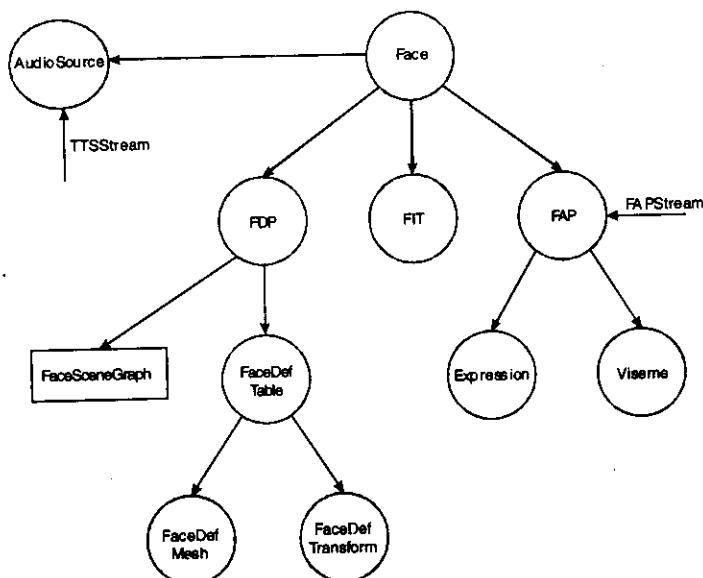 Face
AudioSource
TTSStream
FDP
FIT
FAP
FAPStream
FaceSceneGraph
FaceDef
Table
Expression
Viseme
FaceDef
Mesh
FaceDef
Transform